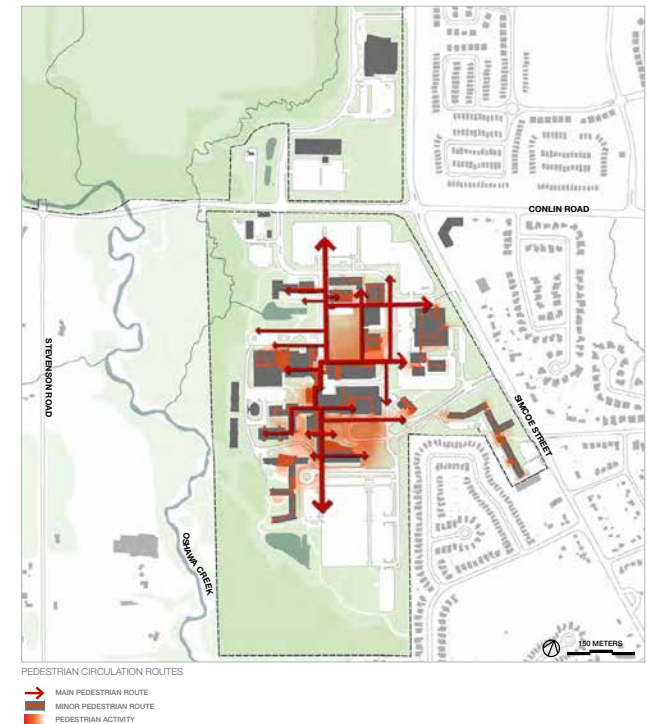 CONLIN ROAD
STEVENSON ROAD
SIMCOE STREET
OSHAWA CREEK
150 METERS
PEDESTRIAN CIRCULATION ROUTES
MAIN PEDESTRIAN ROUTE
MINOR PEDESTRIAN ROUTE
PEDESTRIAN ACTIVITY